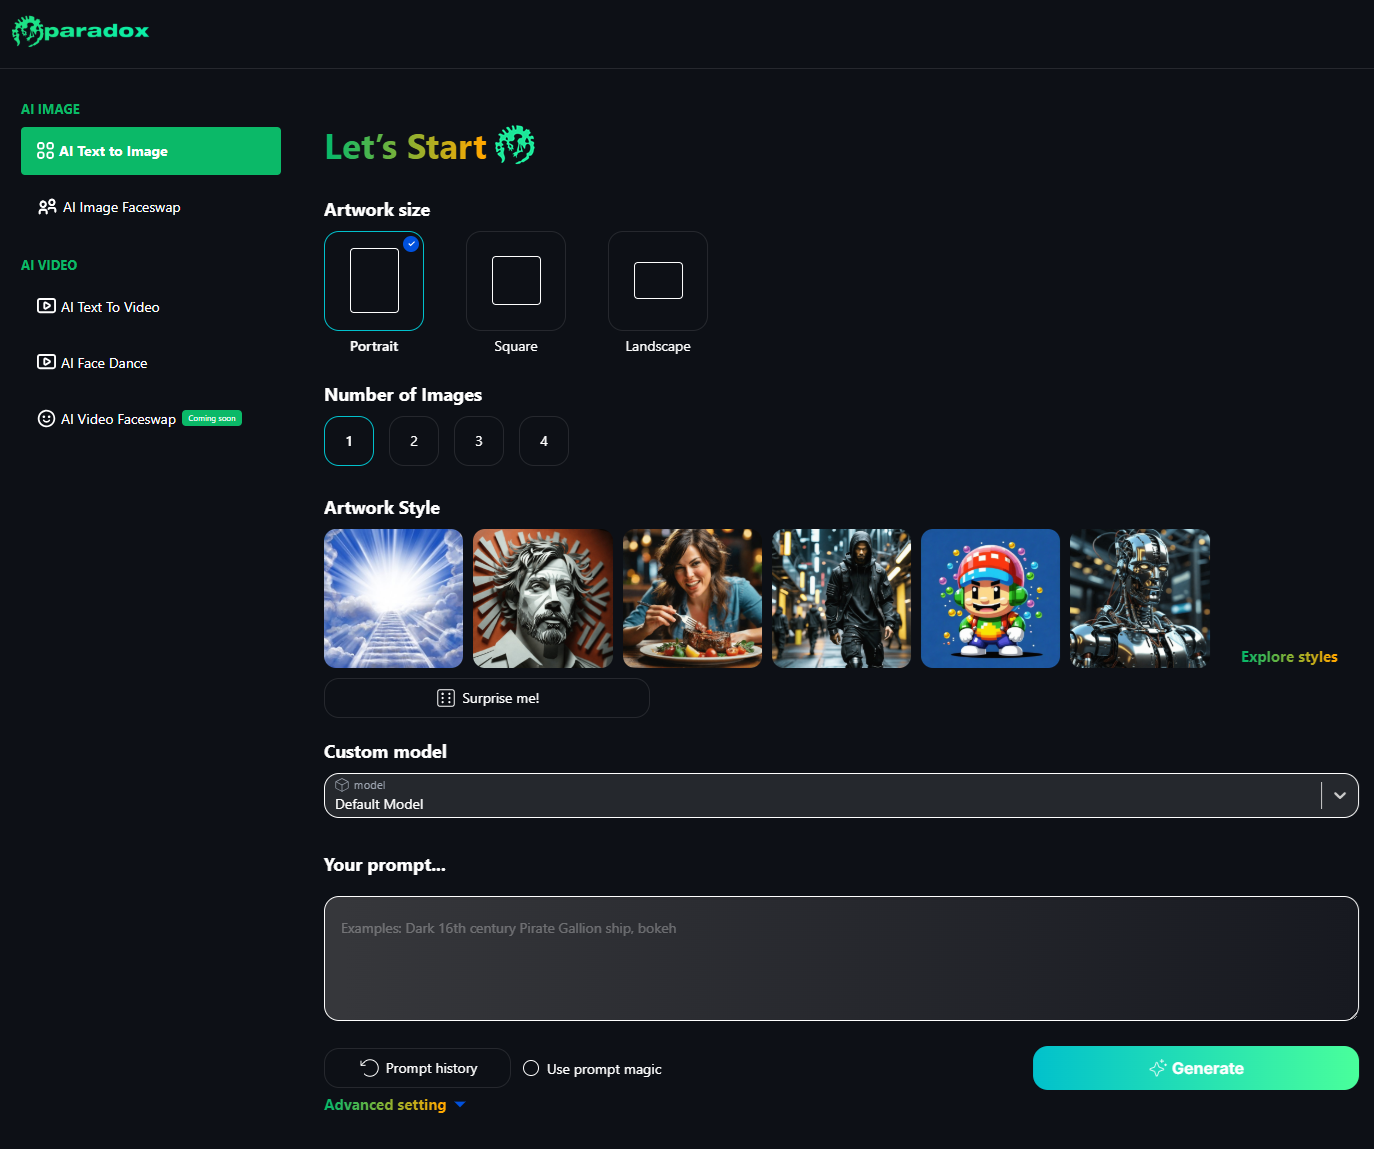 paradox
AI IMAGE
AI Text to Image
AI Image Faceswap
AI VIDEO
AI Text To Video
AI Face Dance
AI Video Faceswap Coming soon
Let’s Start
Artwork size
Portrait Square Landscape
Number of Images
1 2 3 4
Artwork Style
Explore styles
Surprise me!
Custom model
model
Default Model
Your prompt...
Examples: Dark 16th century Pirate Gallion ship, bokeh
Prompt history Use prompt magic Generate
Advanced setting